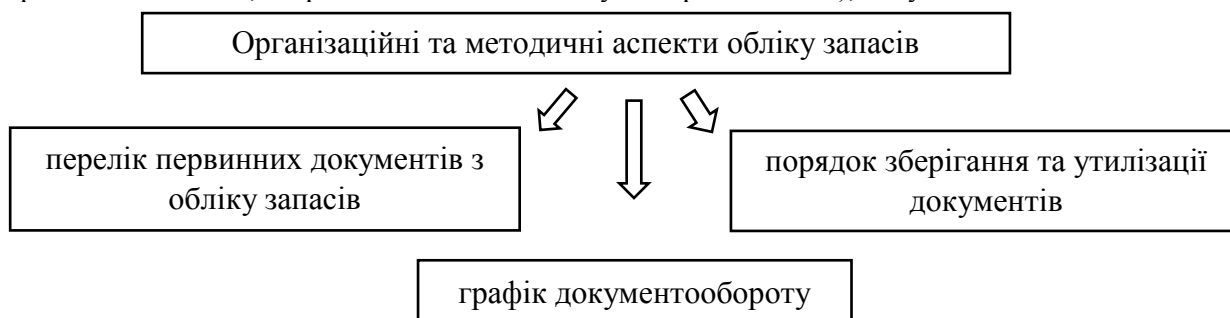 Організаційні та методичні аспекти обліку запасів
перелік первинних документів з
обліку запасів
порядок зберігання та утилізації
документів
графік документообороту